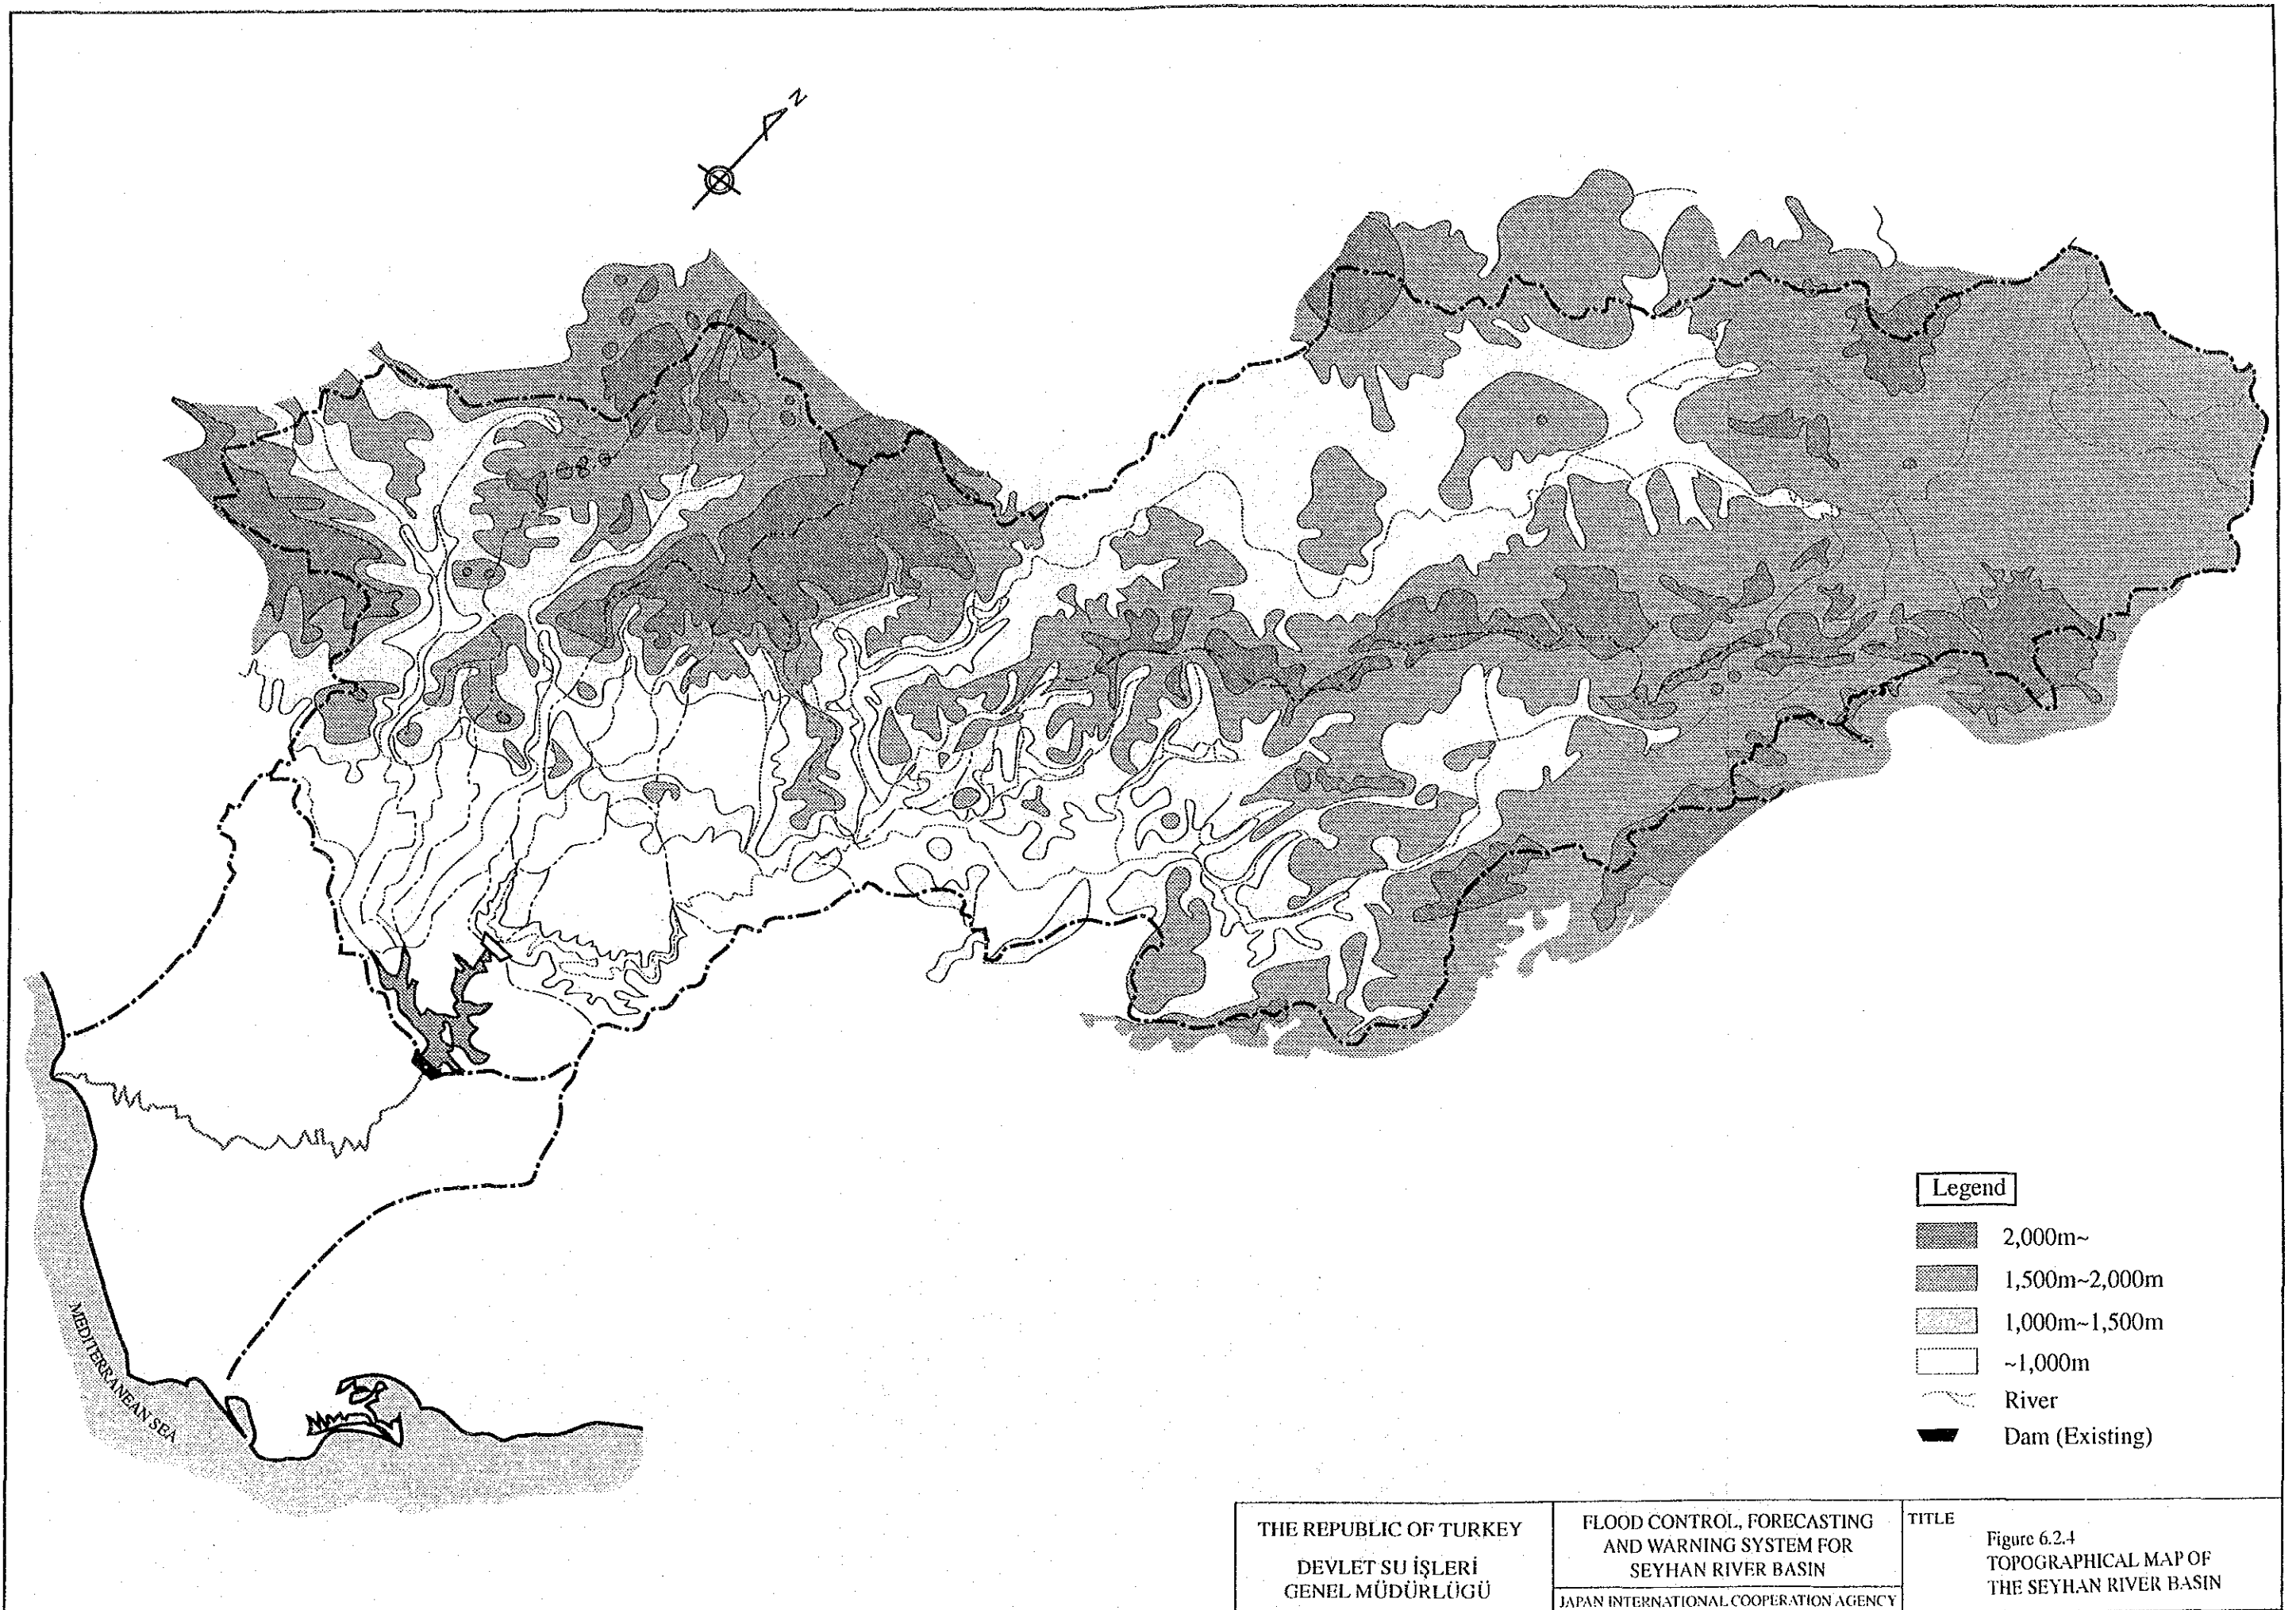 N
MEDITERRANEAN SEA
Legend
2,000m~
1,500m~2,000m
1,000m~1,500m
~1,000m
River
Dam (Existing)
THE REPUBLIC OF TURKEY
DEVLET SU İŞLERİ
GENEL MÜDÜRLÜGÜ
FLOOD CONTROL, FORECASTING
AND WARNING SYSTEM FOR
SEYHAN RIVER BASIN
JAPAN INTERNATIONAL COOPERATION AGENCY
TITLE
Figure 6.2.4
TOPOGRAPHICAL MAP OF
THE SEYHAN RIVER BASIN